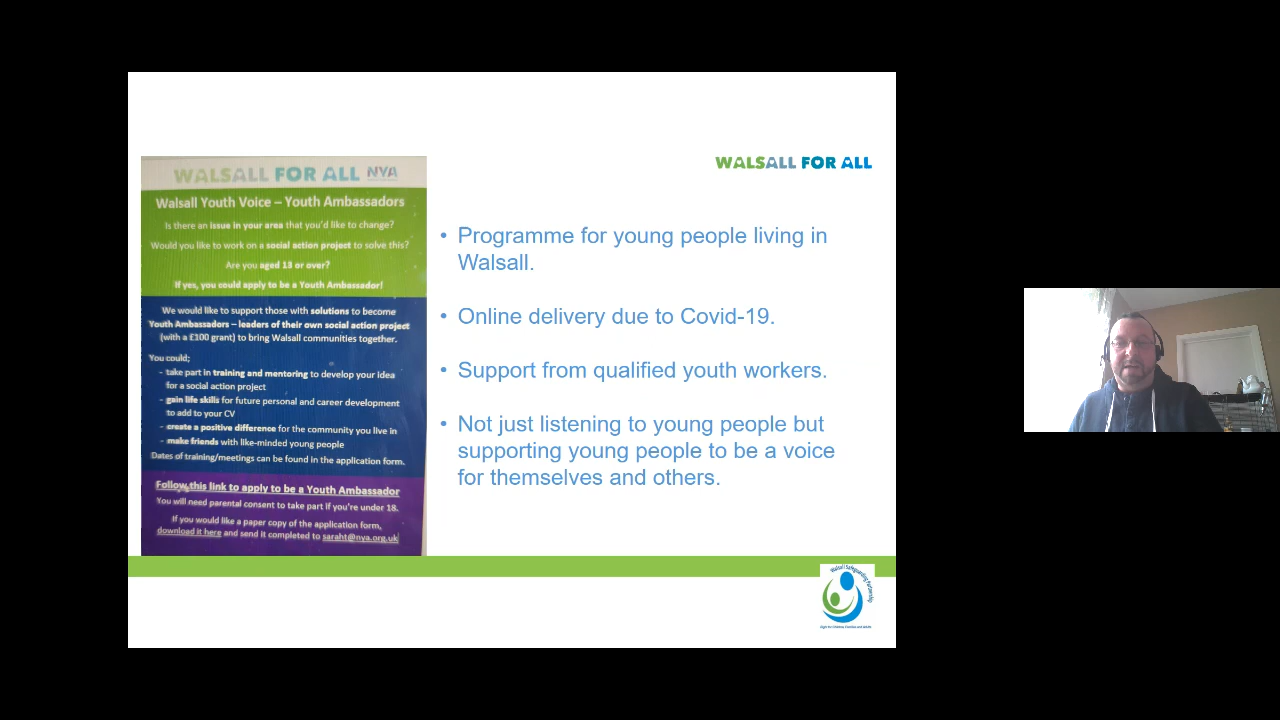 WALSALL FOR ALL NYA
Walsall Youth Voice – Youth Ambassadors
Is there an issue in your area that you'd like to change?
Would you like to work on a social action project to solve this?
Are you aged 13 or over?
If yes, you could apply to be a Youth Ambassador!
We would like to support those with solutions to become
Youth Ambassadors – leaders of their own social action project
(with a £100 grant) to bring Walsall communities together.
You could;
- take part in training and mentoring to develop your idea
for a social action project
- gain life skills for future personal and career development
to add to your CV
- create a positive difference for the community you live in
- make friends with like-minded young people
Dates of training/meetings can be found in the application form.
Follow this link to apply to be a Youth Ambassador
You will need parental consent to take part if you're under 18.
If you would like a paper copy of the application form,
download it here and send it completed to saraht@nya.org.uk
WALSALL FOR ALL
• Programme for young people living in
Walsall.
• Online delivery due to Covid-19.
• Support from qualified youth workers.
• Not just listening to young people but
supporting young people to be a voice
for themselves and others.
Walsall Safeguarding Partnership